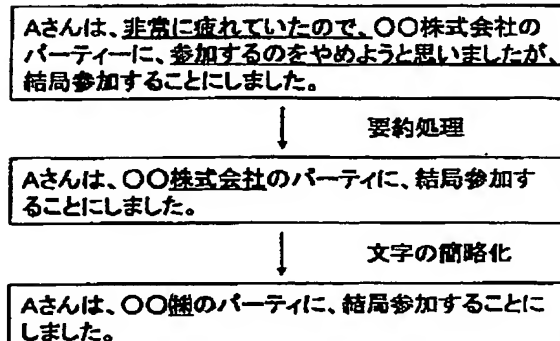 Aさんは、非常に疲れていたので、〇〇株式会社の
パーティーに、参加するのをやめようと思いましたが、
結局参加することにしました。
要約処理
Aさんは、〇〇株式会社のパーティに、結局参加す
ることにしました。
文字の簡略化
Aさんは、〇〇㈱のパーティに、結局参加することに
しました。